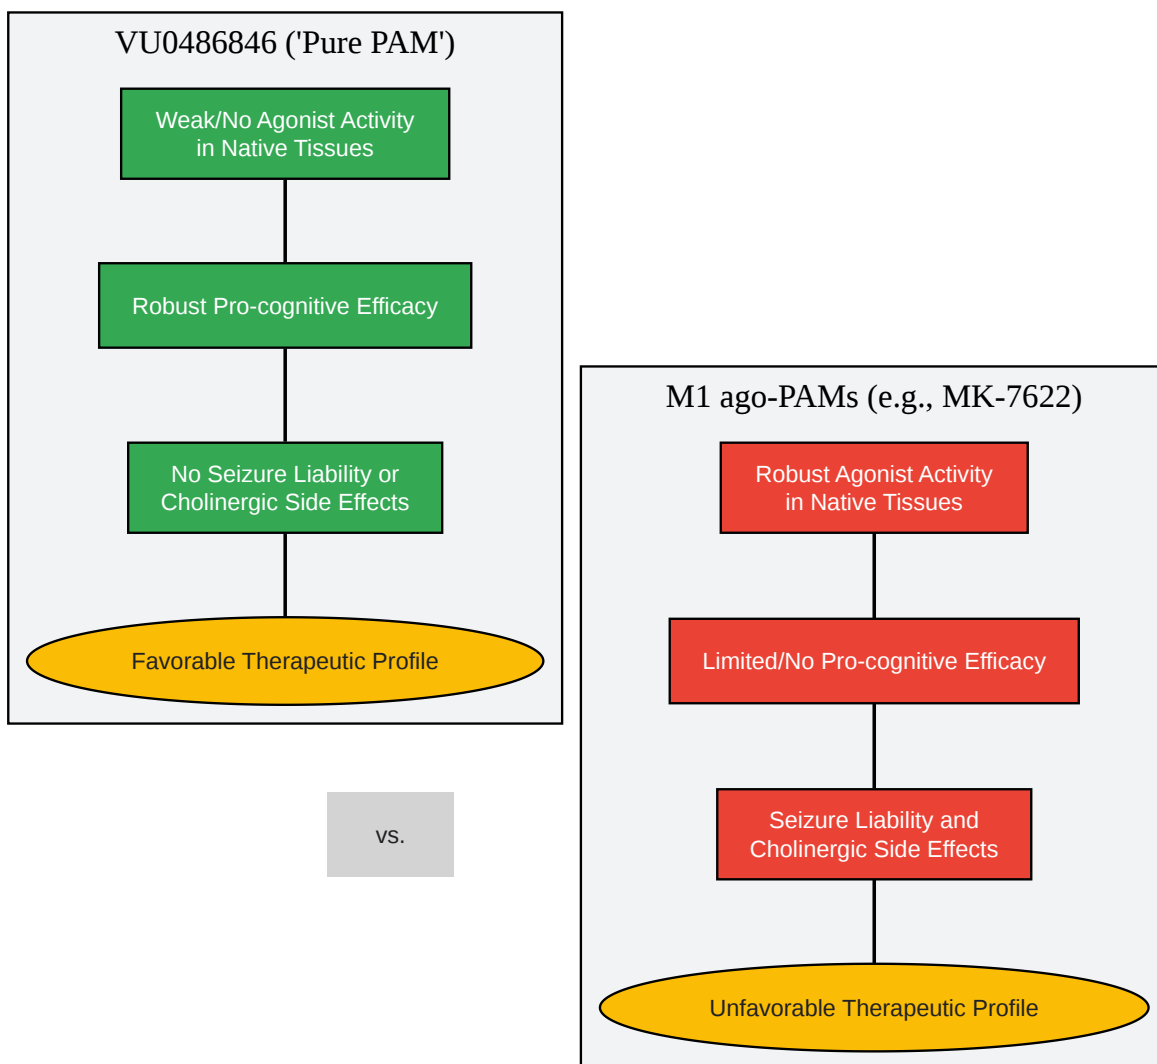 VU0486846 ('Pure PAM')
Weak/No Agonist Activity
in Native Tissues
Robust Pro-cognitive Efficacy
No Seizure Liability or
Cholinergic Side Effects
Favorable Therapeutic Profile
vs.
M1 ago-PAMs (e.g., MK-7622)
Robust Agonist Activity
in Native Tissues
Limited/No Pro-cognitive Efficacy
Seizure Liability and
Cholinergic Side Effects
Unfavorable Therapeutic Profile